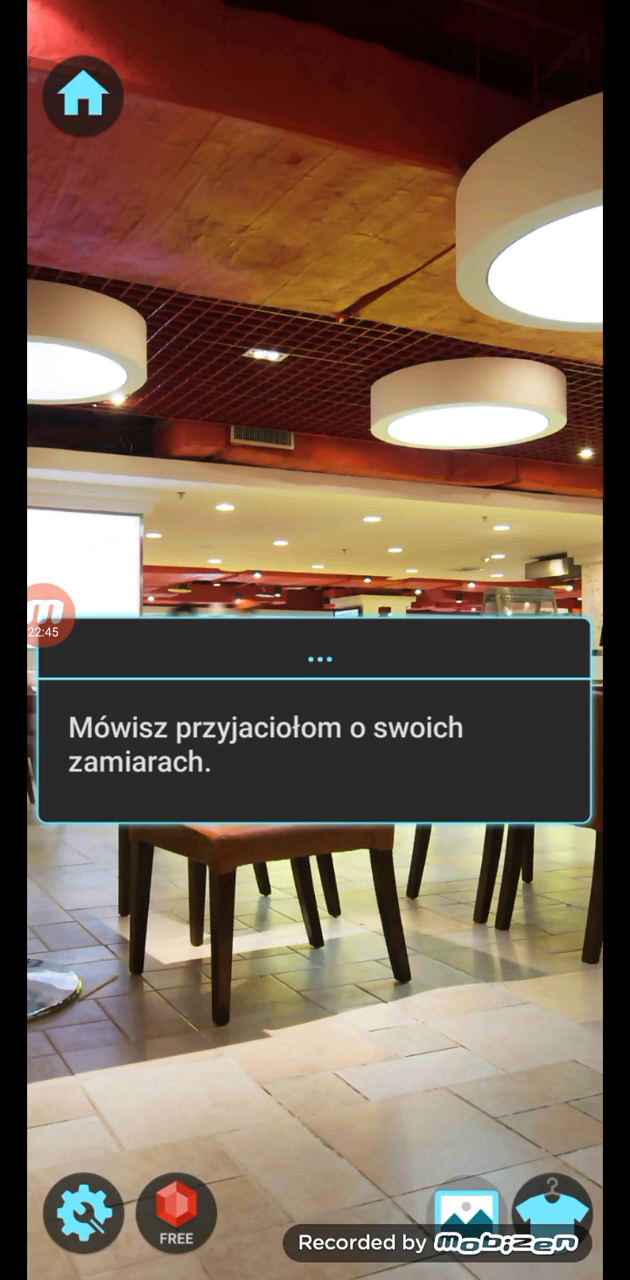 m
22:45
...
Mówisz przyjaciołom o swoich
zamiarach.
FREE
Recorded by mobizen